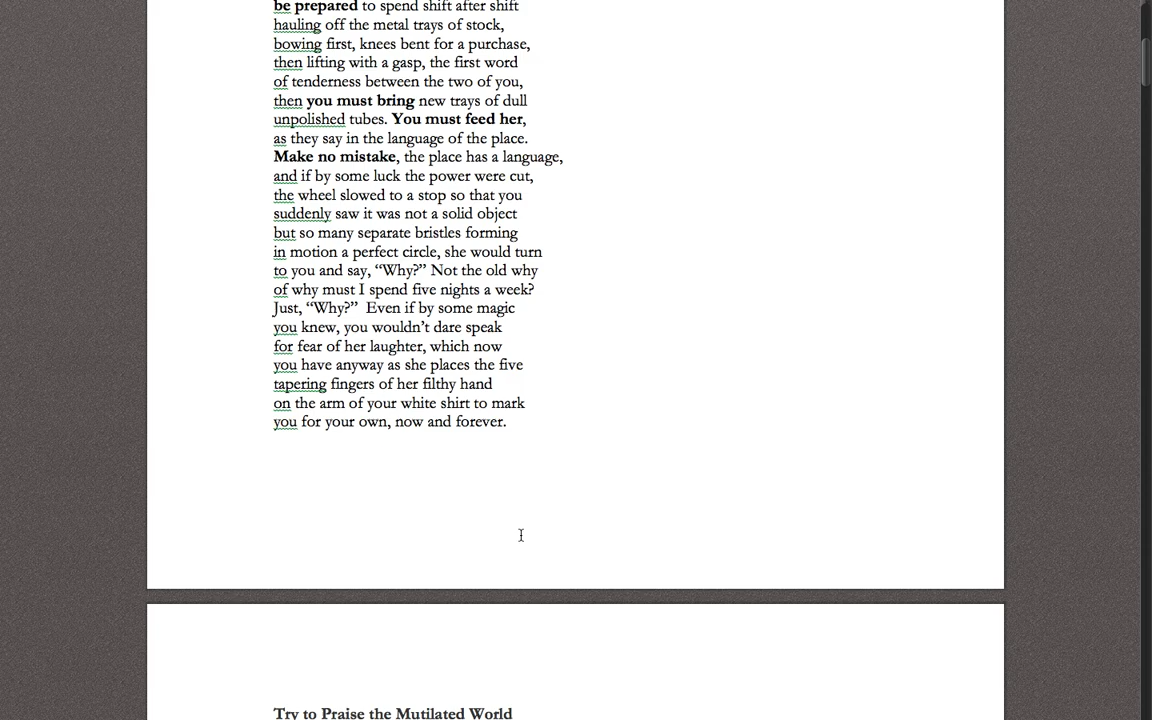 be prepared to spend shift after shift
hauling off the metal trays of stock,
bowing first, knees bent for a purchase,
then lifting with a gasp, the first word
of tenderness between the two of you,
then you must bring new trays of dull
unpolished tubes. You must feed her,
as they say in the language of the place.
Make no mistake, the place has a language,
and if by some luck the power were cut,
the wheel slowed to a stop so that you
suddenly saw it was not a solid object
but so many separate bristles forming
in motion a perfect circle, she would turn
to you and say, “Why?” Not the old why
of why must I spend five nights a week?
Just, “Why?”  Even if by some magic
you knew, you wouldn’t dare speak
for fear of her laughter, which now
you have anyway as she places the five
tapering fingers of her filthy hand
on the arm of your white shirt to mark
you for your own, now and forever.
Try to Praise the Mutilated World